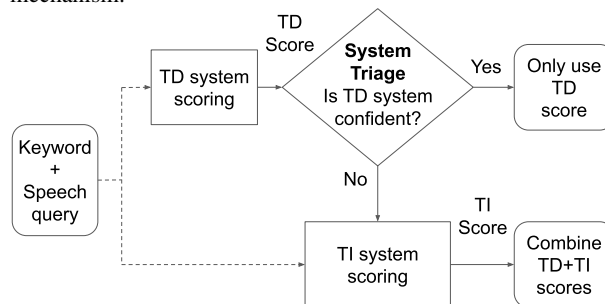 TD
Score
TD system
scoring
System
Triage
Is TD system
confident?
Yes
Only use
TD
score
Keyword
+
Speech
query
No
TI system
scoring
TI
Score
Combine
TD+TI
scores